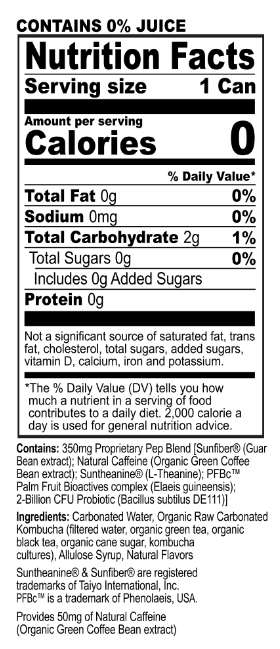 CONTAINS 0% JUICE
Nutrition Facts
Serving size 1 Can
Amount per serving
Calories 0
% Daily Value*
Total Fat 0g 0%
Sodium 0mg 0%
Total Carbohydrate 2g 1%
Total Sugars 0g 0%
Includes 0g Added Sugars
Protein 0g
Not a significant source of saturated fat, trans
fat, cholesterol, total sugars, added sugars,
vitamin D, calcium, iron and potassium.
*The % Daily Value (DV) tells you how
much a nutrient in a serving of food
contributes to a daily diet. 2,000 calorie a
day is used for general nutrition advice.
Contains: 350mg Proprietary Pep Blend [Sunfiber® (Guar
Bean extract); Natural Caffeine (Organic Green Coffee
Bean extract); Suntheanine® (L-Theanine); PFBc™
Palm Fruit Bioactives complex (Elaeis guineensis);
2-Billion CFU Probiotic (Bacillus subtilus DE111)]
Ingredients: Carbonated Water, Organic Raw Carbonated
Kombucha (filtered water, organic green tea, organic
black tea, organic cane sugar, kombucha
cultures), Allulose Syrup, Natural Flavors
Suntheanine® & Sunfiber® are registered
trademarks of Taiyo International, Inc.
PFBc™ is a trademark of Phenolaeis, USA.
Provides 50mg of Natural Caffeine
(Organic Green Coffee Bean extract)